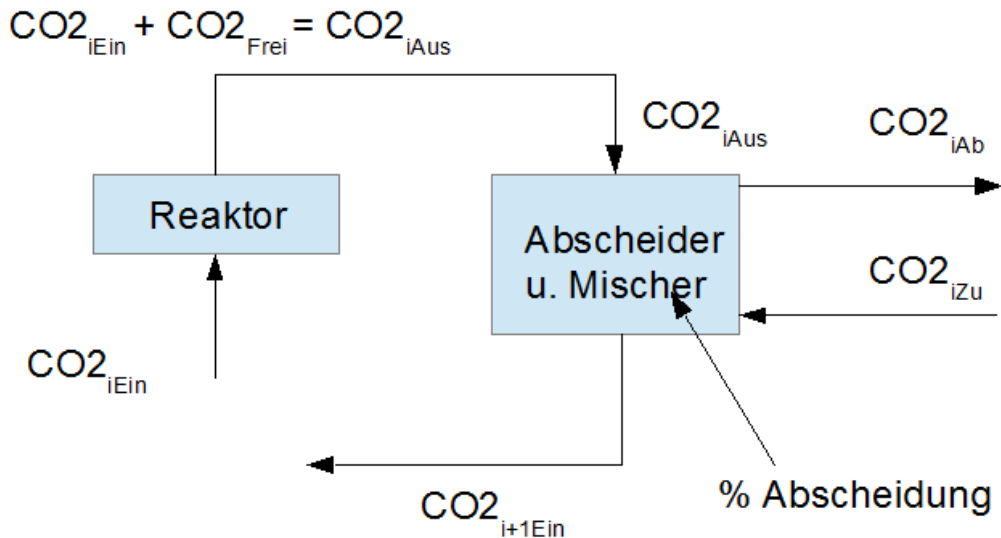 CO2iEin + CO2Frei = CO2iAus
CO2iAus
CO2iAb
Reaktor
Abscheider
u. Mischer
CO2iZu
CO2iEin
CO2i+1Ein
% Abscheidung